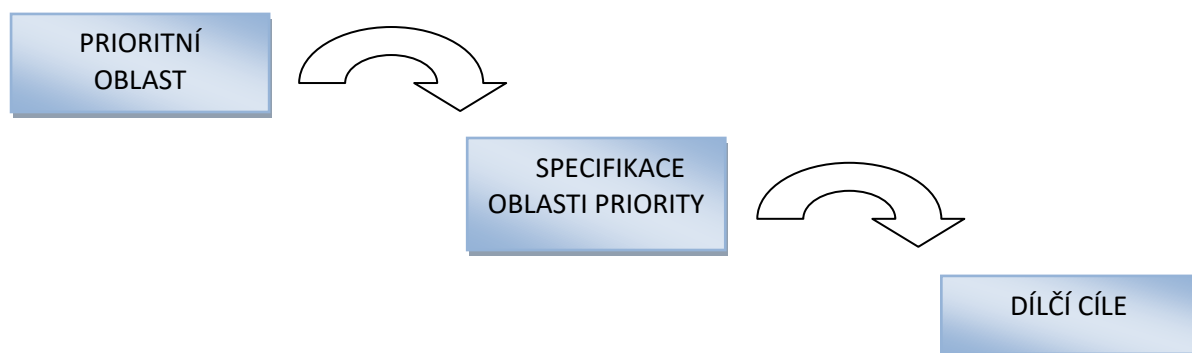 PRIORITNÍ
OBLAST
SPECIFIKACE
OBLASTI PRIORITY
DÍLČÍ CÍLE